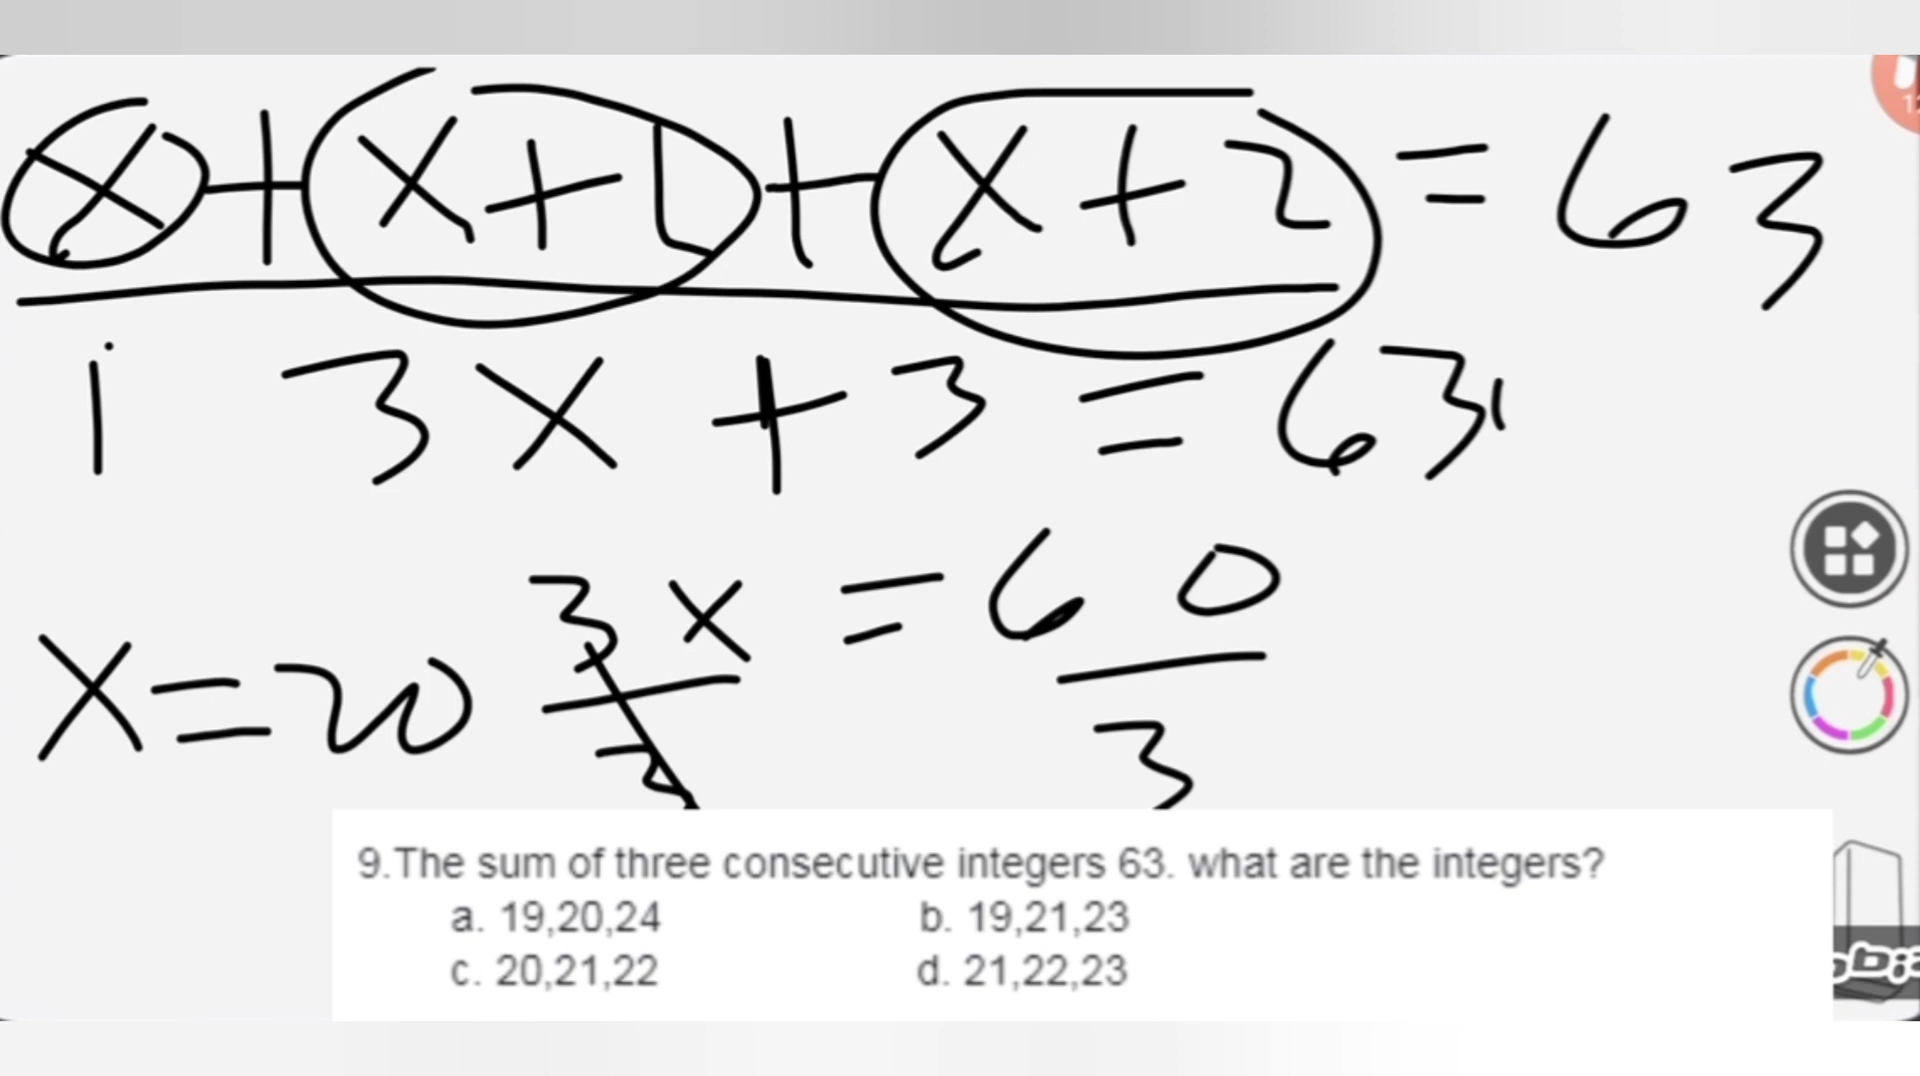 x + x + 1 + x + 2 = 63
3x + 3 = 63
3x = 60
x = 20
3
3
9.The sum of three consecutive integers 63. what are the integers?
a. 19,20,24 b. 19,21,23
c. 20,21,22 d. 21,22,23